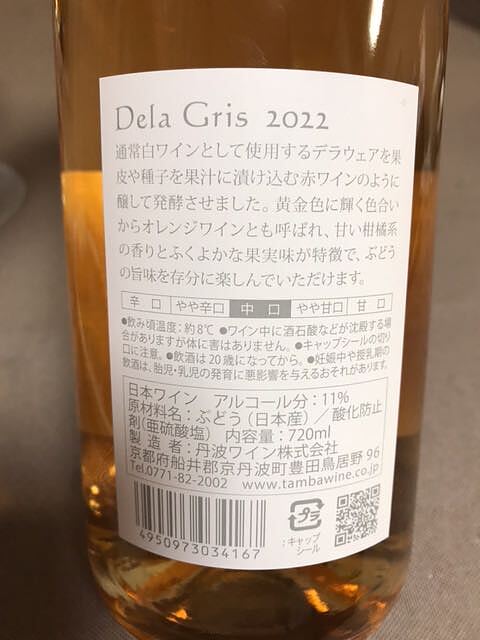 Dela Gris 2022
通常白ワインとして使用するデラウェアを果
皮や種子を果汁に漬け込む赤ワインのように
醸して発酵させました。黄金色に輝く色合い
からオレンジワインとも呼ばれ、甘い柑橘系
の香りとふくよかな果実味が特徴で、ぶどう
の旨味を存分に楽しんでいただけます。
辛口 やや辛口 中口 やや甘口 甘口
●飲み頃温度:約8℃ ●ワイン中に酒石酸などが沈殿する場
合がありますが体に害はありません。●キャップシールの切り
口に注意。●飲酒は20歳になってから。●妊娠中や授乳期の
飲酒は、胎児・乳児の発育に悪影響を与えるおそれがあります。
日本ワイン アルコール分:11%
原材料名:ぶどう(日本産)/酸化防止
剤(亜硫酸塩) 内容量:720ml
製造者:丹波ワイン株式会社
京都府船井郡京丹波町豊田鳥居野96
Tel.0771-82-2002 www.tambawine.co.jp
4950973034167
プラ
:キャップ
シール